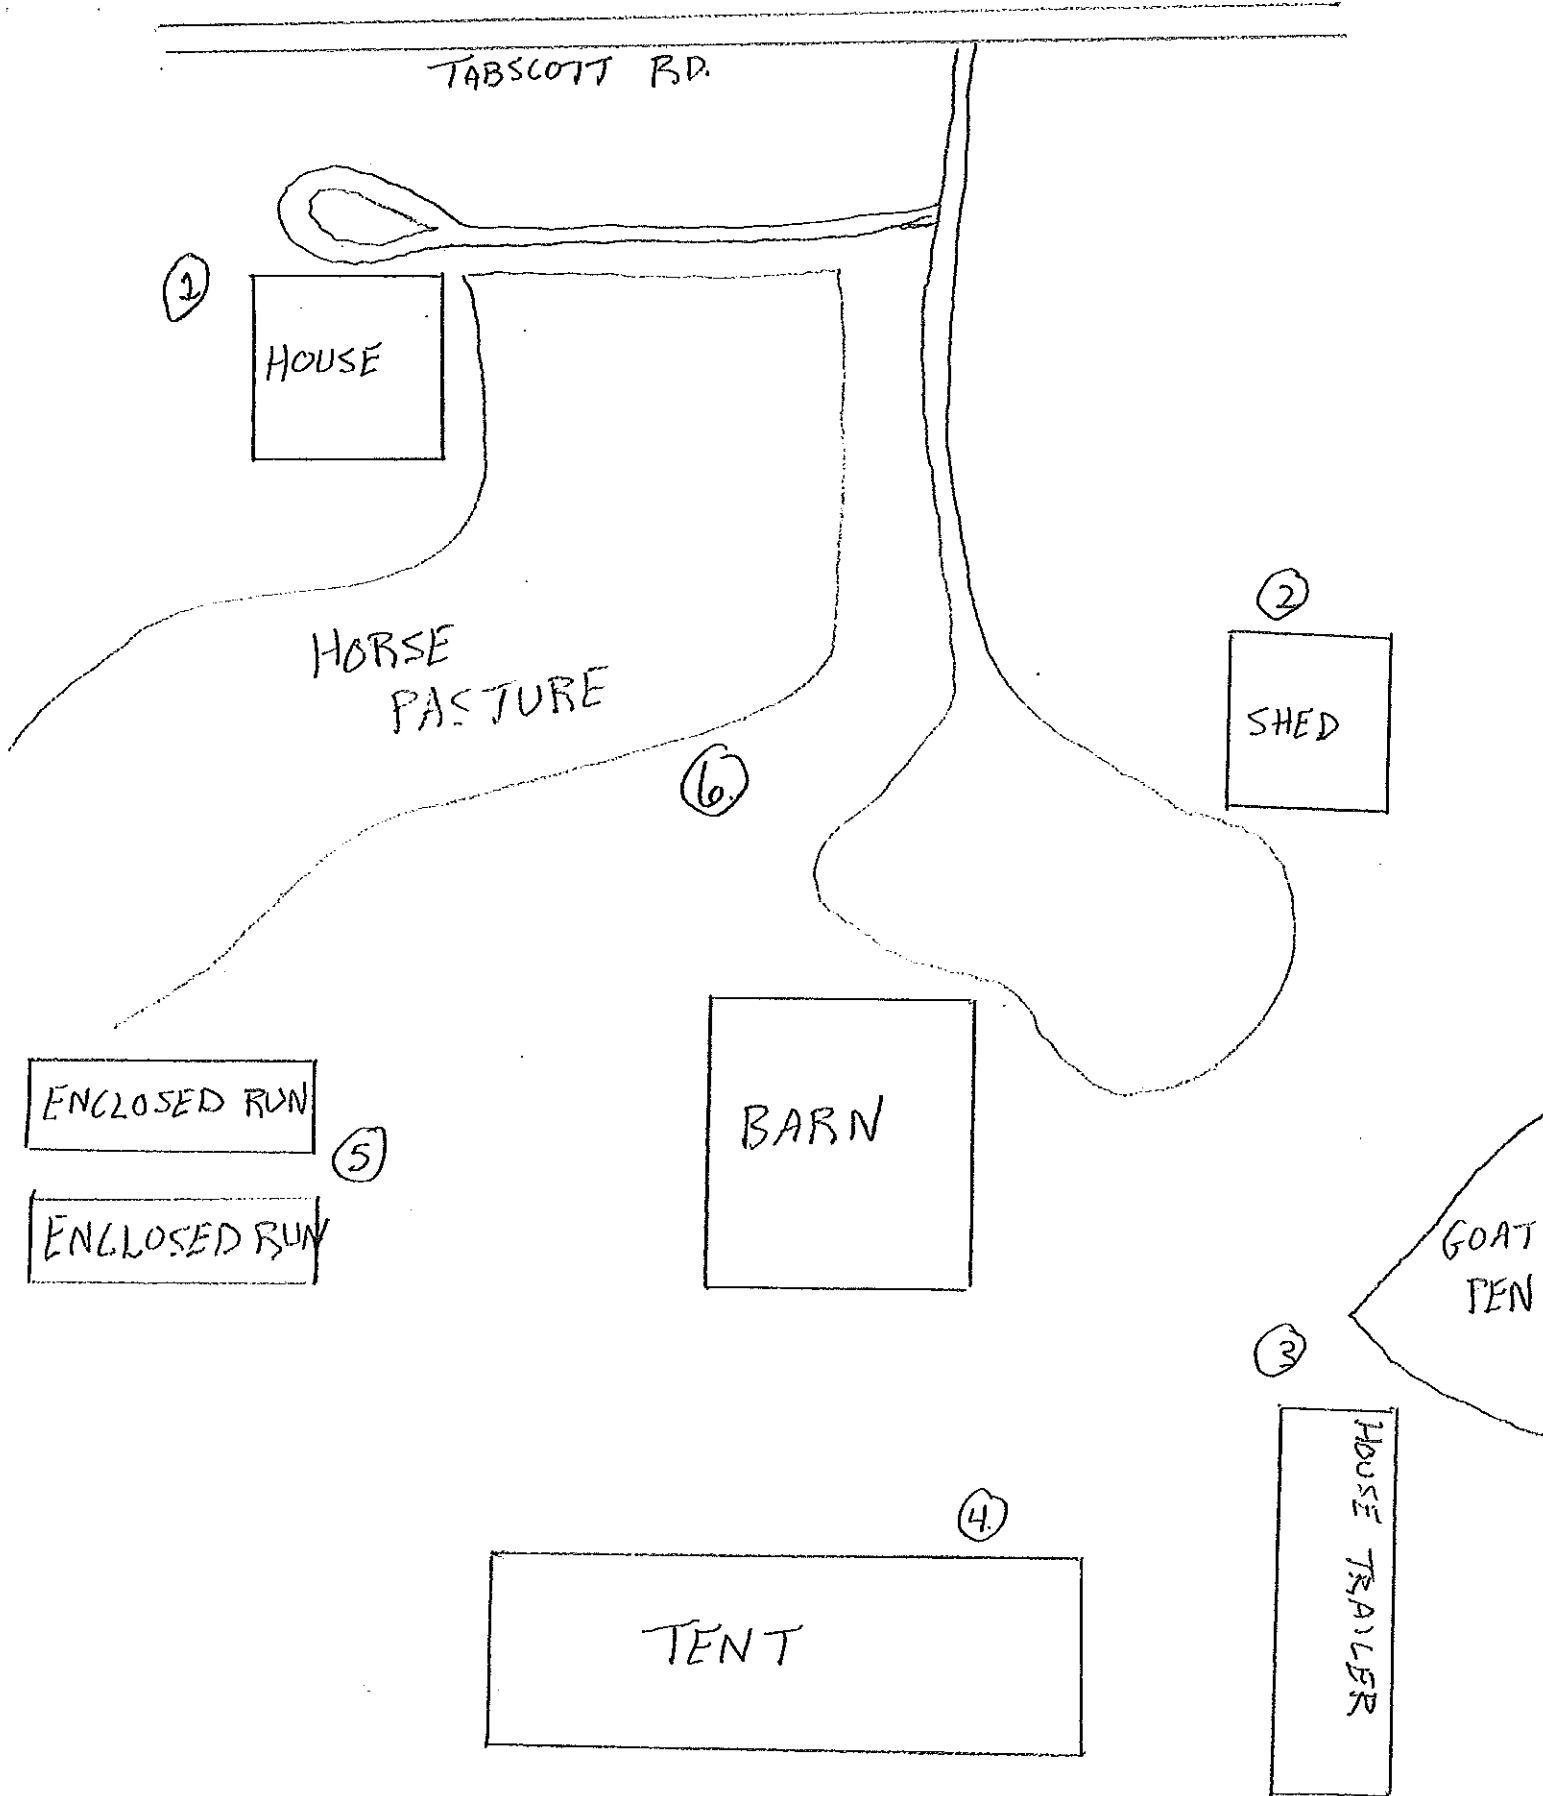 TABSCOTT RD.
1
HOUSE
2
HORSE
PASTURE
SHED
6.
ENCLOSED RUN
BARN
5
ENCLOSED RUN
GOAT
PEN
3
HOUSE TRAILER
4.
TENT